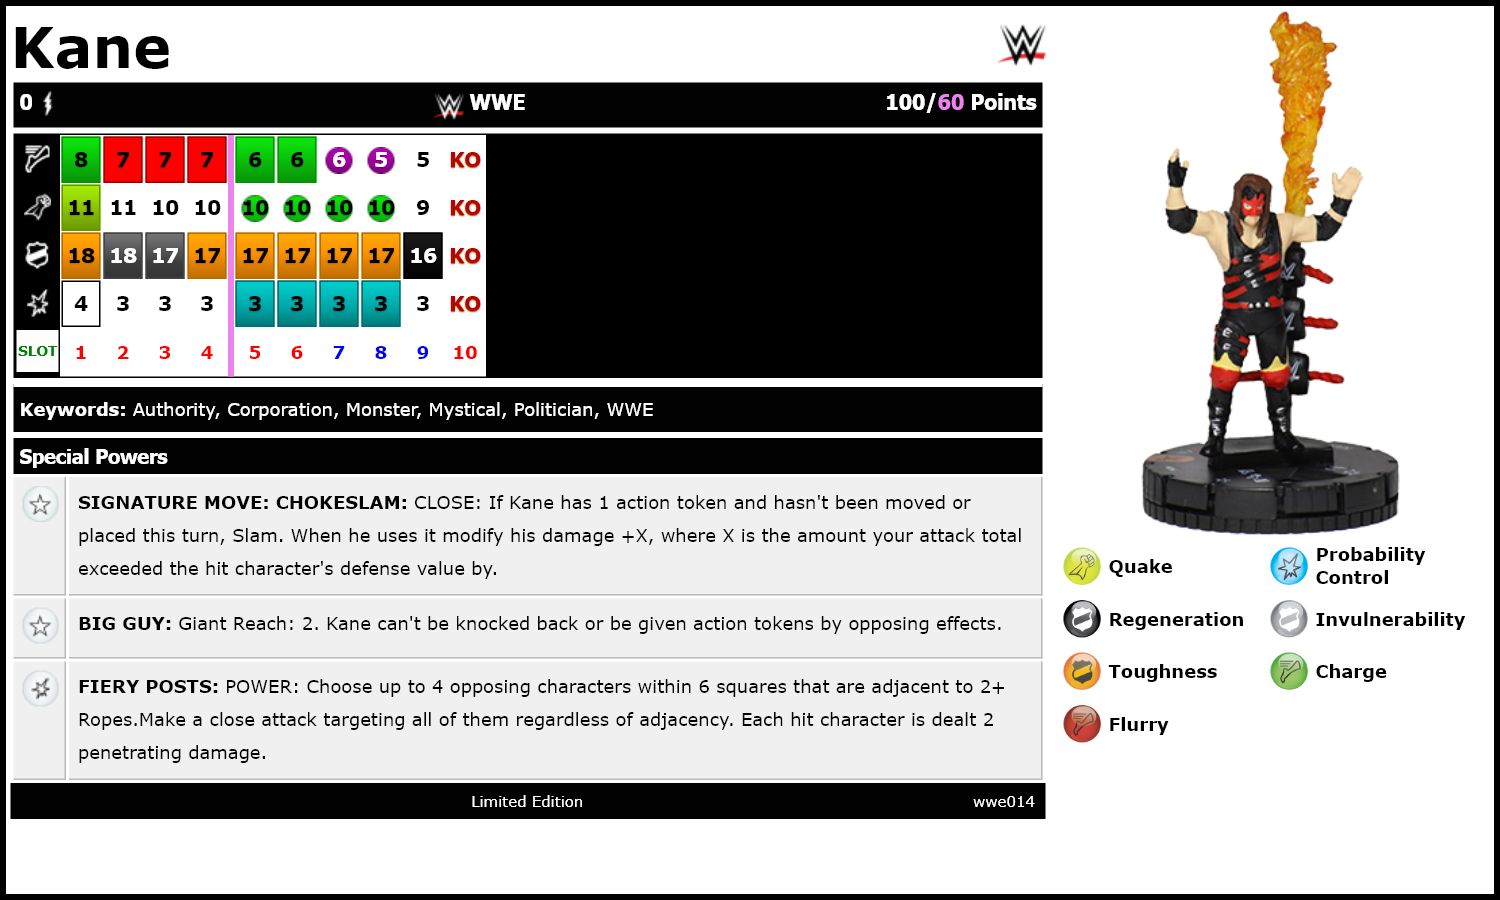 Kane
W
0 WWE 100/60 Points
8 7 7 7 6 6 6 5 5 KO
11 11 10 10 10 10 10 10 9 KO
18 18 17 17 17 17 17 17 16 KO
4 3 3 3 3 3 3 3 3 KO
SLOT 1 2 3 4 5 6 7 8 9 10
Keywords: Authority, Corporation, Monster, Mystical, Politician, WWE
Special Powers
SIGNATURE MOVE: CHOKESLAM: CLOSE: If Kane has 1 action token and hasn't been moved or
placed this turn, Slam. When he uses it modify his damage +X, where X is the amount your attack total
exceeded the hit character's defense value by.
BIG GUY: Giant Reach: 2. Kane can't be knocked back or be given action tokens by opposing effects.
FIERY POSTS: POWER: Choose up to 4 opposing characters within 6 squares that are adjacent to 2+
Ropes.Make a close attack targeting all of them regardless of adjacency. Each hit character is dealt 2
penetrating damage.
Limited Edition wwe014
Quake
Probability
Control
Regeneration
Invulnerability
Toughness
Charge
Flurry